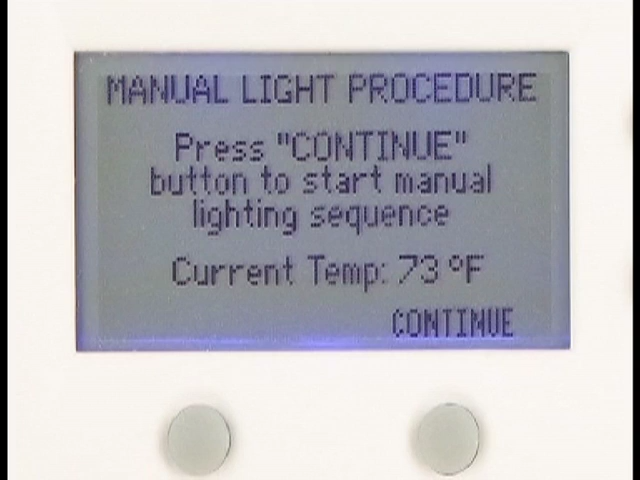 MANUAL LIGHT PROCEDURE
Press "CONTINUE"
button to start manual
lighting sequence
Current Temp: 73 °F
CONTINUE